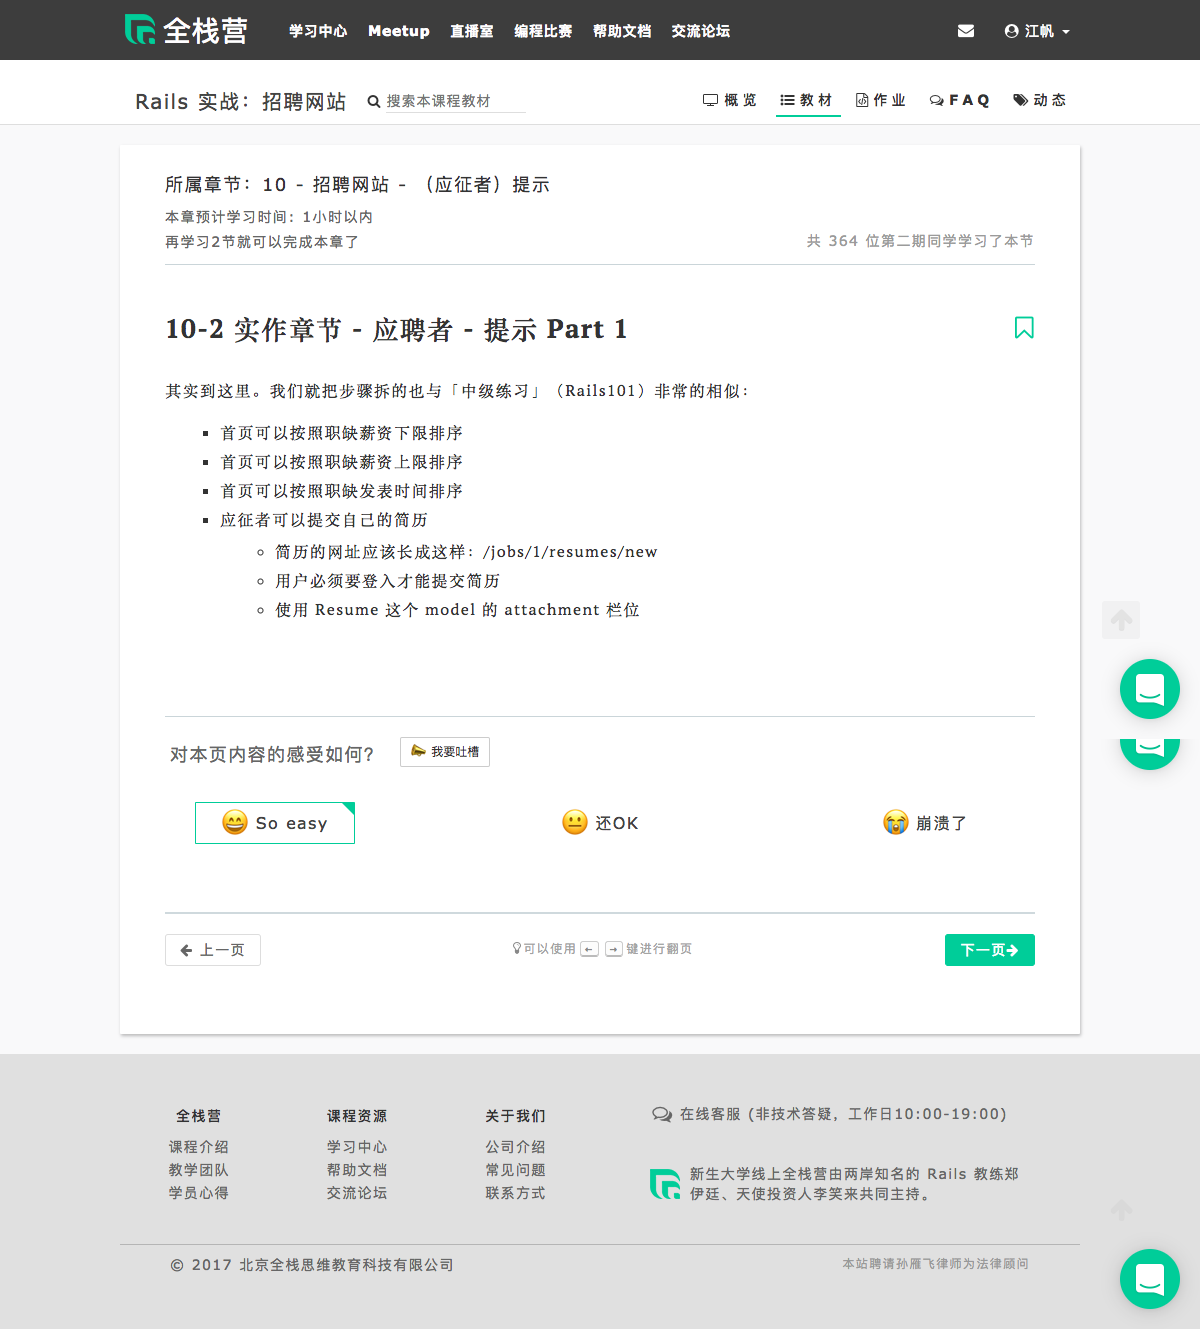 全栈营 学习中心 Meetup 直播室 编程比赛 帮助文档 交流论坛 江帆
Rails 实战：招聘网站 搜索本课程教材 概览 教材 作业 FAQ 动态
所属章节：10 - 招聘网站 - （应征者）提示
本章预计学习时间：1小时以内
再学习2节就可以完成本章了 共 364 位第二期同学学习了本节
10-2 实作章节 - 应聘者 - 提示 Part 1
其实到这里。我们就把步骤拆的也与「中级练习」（Rails101）非常的相似：
首页可以按照职缺薪资下限排序
首页可以按照职缺薪资上限排序
首页可以按照职缺发表时间排序
应征者可以提交自己的简历
简历的网址应该长成这样：/jobs/1/resumes/new
用户必须要登入才能提交简历
使用 Resume 这个 model 的 attachment 栏位
对本页内容的感受如何? 我要吐槽
So easy 还OK 崩溃了
上一页 可以使用 ← → 键进行翻页 下一页
全栈营 课程资源 关于我们 在线客服 (非技术答疑，工作日10:00-19:00)
课程介绍 学习中心 公司介绍
教学团队 帮助文档 常见问题 新生大学线上全栈营由两岸知名的 Rails 教练郑
学员心得 交流论坛 联系方式 伊廷、天使投资人李笑来共同主持。
© 2017 北京全栈思维教育科技有限公司 本站聘请孙雁飞律师为法律顾问